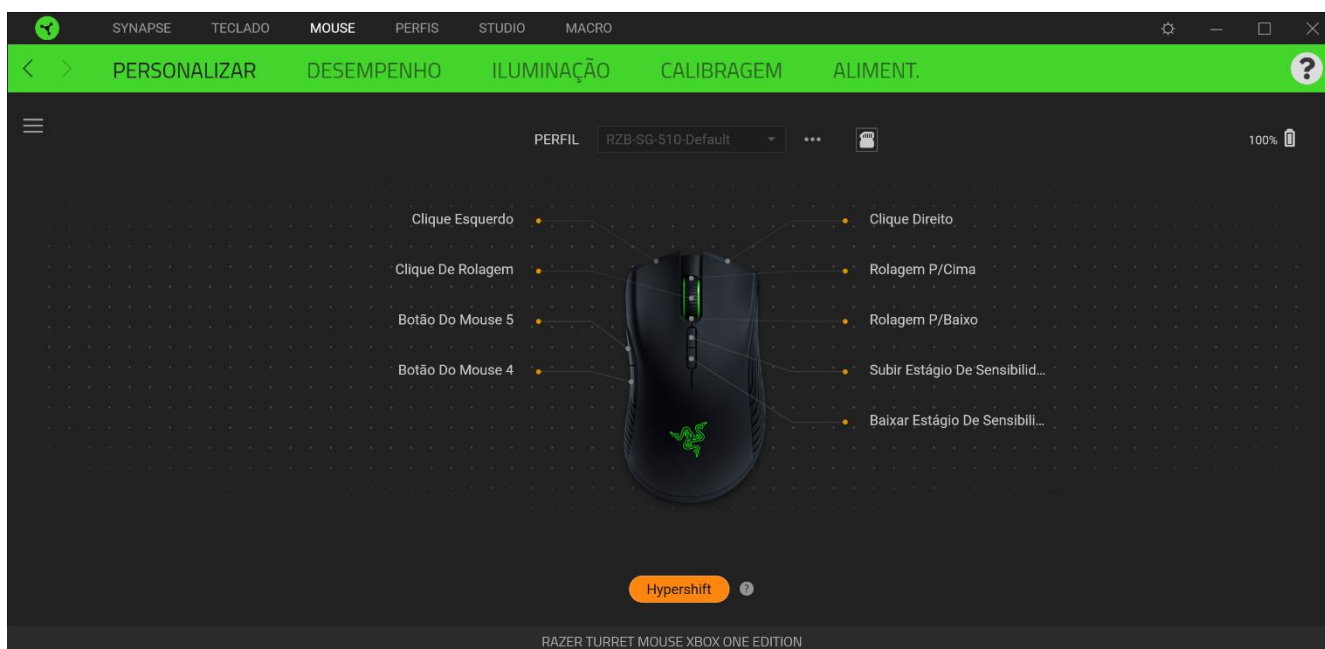 SYNAPSE TECLADO MOUSE PERFIS STUDIO MACRO
PERSONALIZAR DESEMPENHO ILUMINAÇÃO CALIBRAGEM ALIMENT. ?
PERFIL RZB-SG-510-Default ••• 100%
Clique Esquerdo
Clique De Rolagem
Botão Do Mouse 5
Botão Do Mouse 4
Clique Direito
Rolagem P/Cima
Rolagem P/Baixo
Subir Estágio De Sensibilid...
Baixar Estágio De Sensibili...
Hypershift ?
RAZER TURRET MOUSE XBOX ONE EDITION